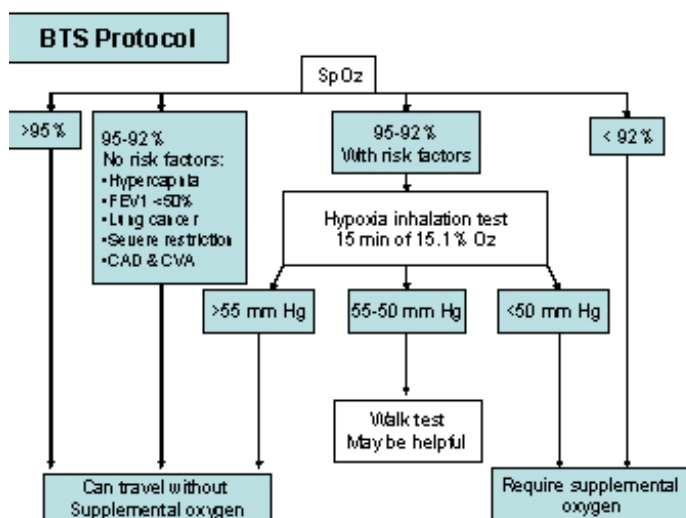 BTS Protocol
SpOz
>95%
95-92%
No risk factors:
•Hypercapula
•FEV1 <50%
•Lung cancer
•Seuere restriction
•CAD & CVA
95-92%
With risk factors
< 92%
Hypoxia inhalation test
15 min of 15.1% Oz
>55 mm Hg
55-50 mm Hg
<50 mm Hg
Walk test
May be helpful
Can travel without
Supplemental oxygen
Require supplemental
oxygen